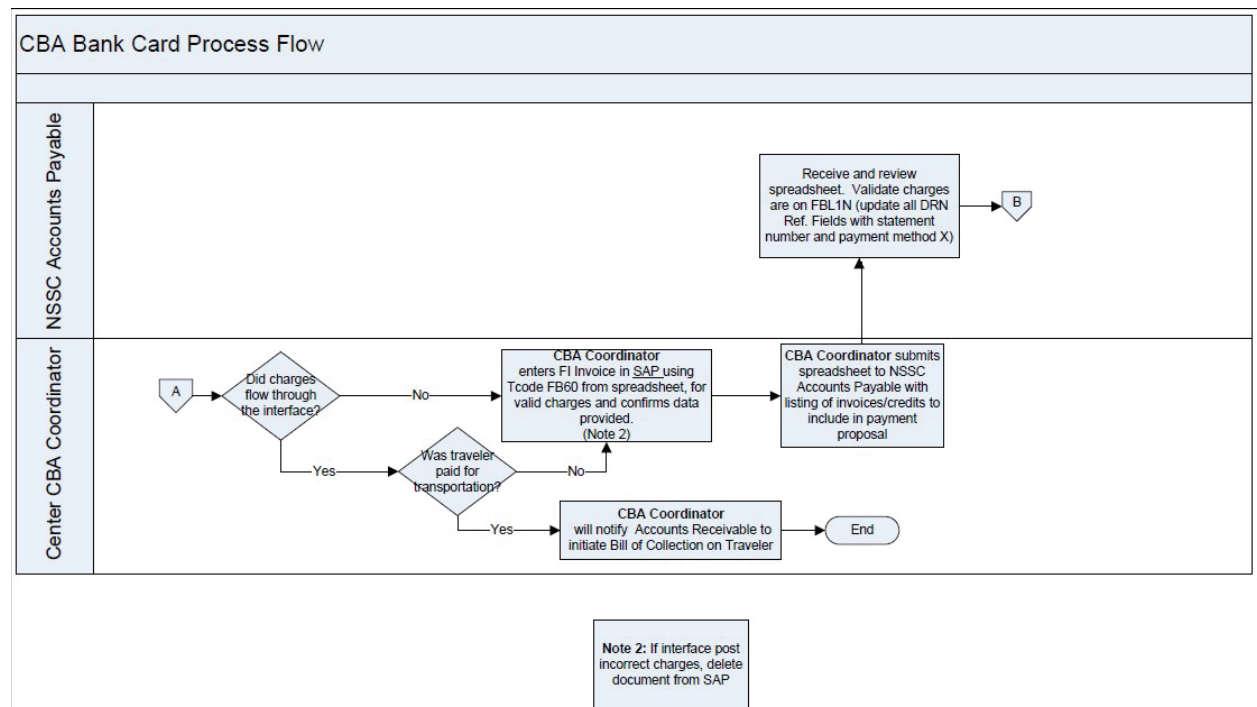 CBA Bank Card Process Flow
NSSC Accounts Payable
Receive and review
spreadsheet. Validate charges
are on FBL1N (update all DRN
Ref. Fields with statement
number and payment method X)
B
Center CBA Coordinator
A
Did charges
flow through
the interface?
No
CBA Coordinator
enters FI Invoice in SAP using
Tcode FB60 from spreadsheet, for
valid charges and confirms data
provided.
(Note 2)
CBA Coordinator submits
spreadsheet to NSSC
Accounts Payable with
listing of invoices/credits to
include in payment
proposal
Yes
Was traveler
paid for
transportation?
No
Yes
CBA Coordinator
will notify Accounts Receivable to
initiate Bill of Collection on Traveler
End
Note 2: If interface post
incorrect charges, delete
document from SAP